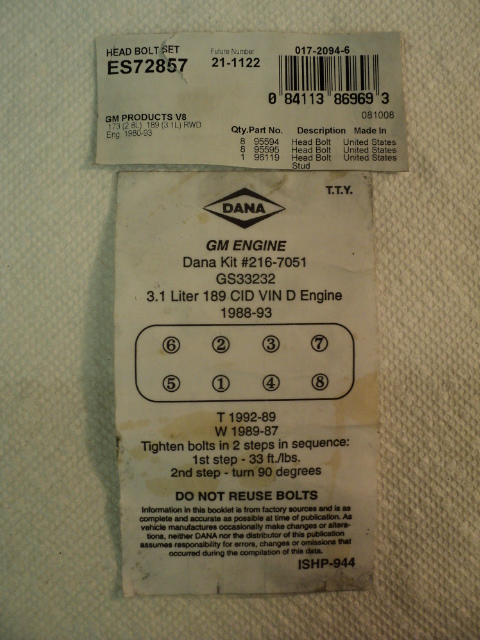 HEAD BOLT SET
ES72857
Future Number
21-1122
017-2094-6
0 84113 86969 3
081008
GM PRODUCTS V8
173 (2.8L) 189 (3.1L) RWD
Eng. 1980-93
Qty. Part No. Description Made In
8 95594 Head Bolt United States
8 95595 Head Bolt United States
1 96119 Head Bolt United States
Stud
T.T.Y.
DANA
GM ENGINE
Dana Kit #216-7051
GS33232
3.1 Liter 189 CID VIN D Engine
1988-93
6 2 3 7
5 1 4 8
T 1992-89
W 1989-87
Tighten bolts in 2 steps in sequence:
1st step - 33 ft./lbs.
2nd step - turn 90 degrees
DO NOT REUSE BOLTS
Information in this booklet is from factory sources and is as
complete and accurate as possible at time of publication. As
vehicle manufactures occasionally make changes or altera-
tions, neither DANA nor the distributor of this publication
assumes responsibility for errors, changes or omissions that
occurred during the compilation of this data.
ISHP-944